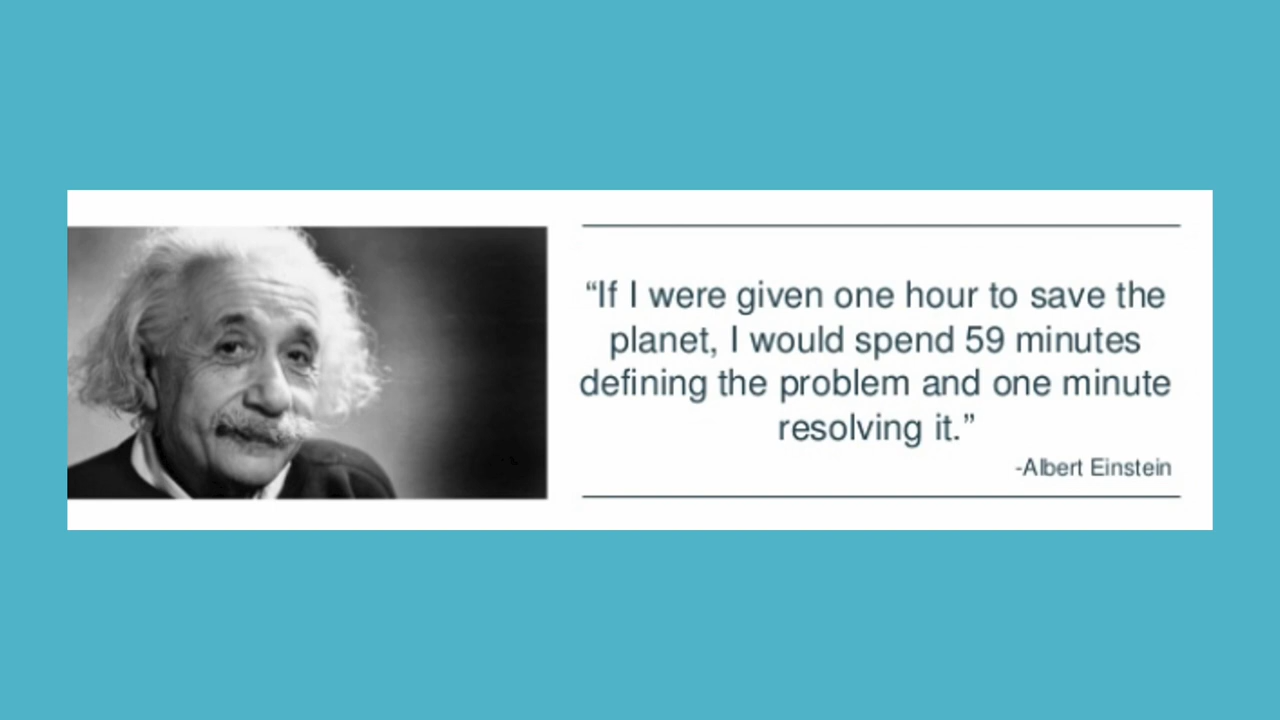 “If I were given one hour to save the
planet, I would spend 59 minutes
defining the problem and one minute
resolving it.”
-Albert Einstein